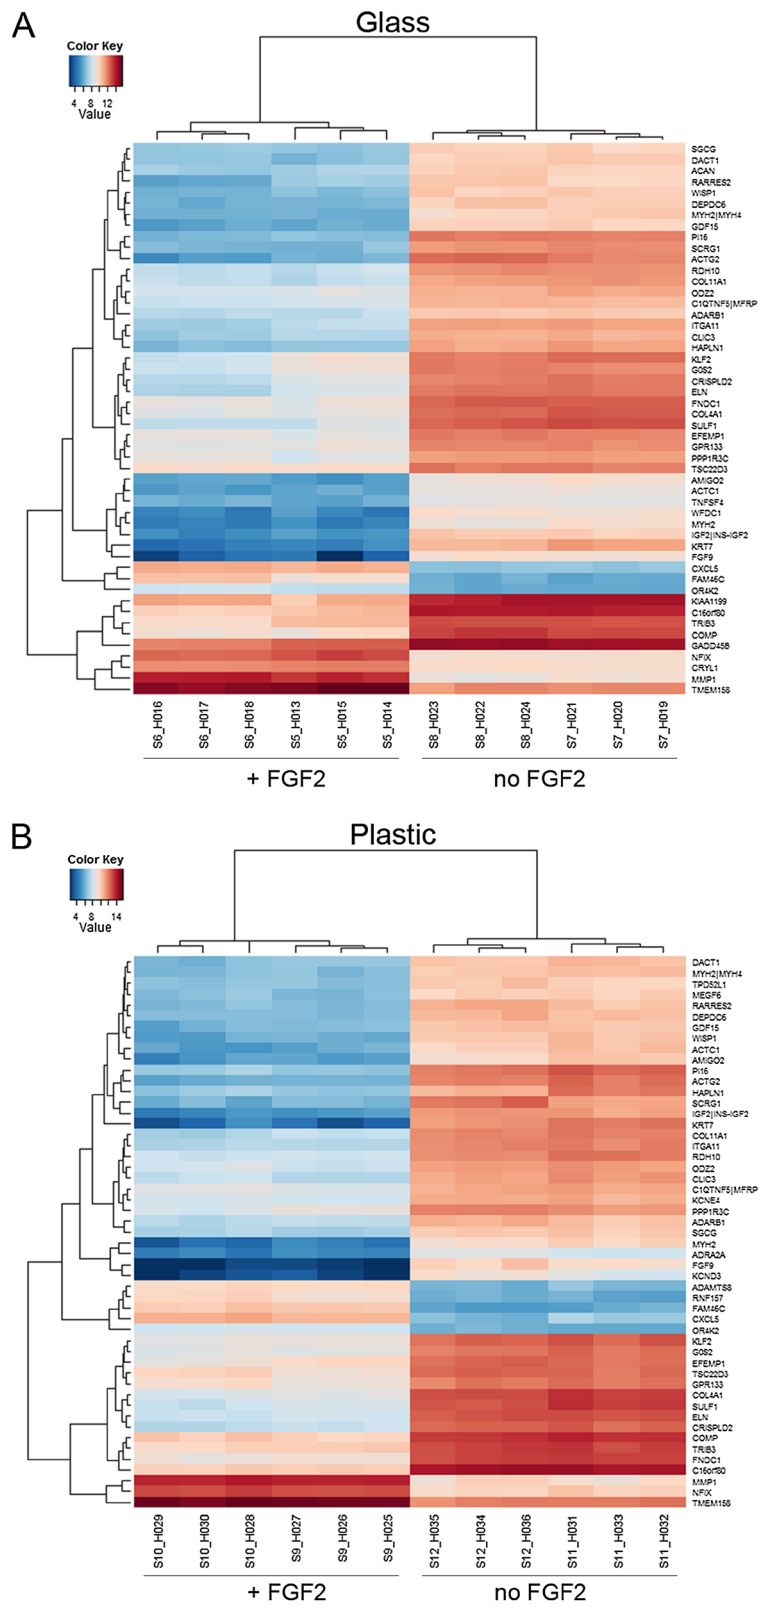 A
Glass
Color Key
4 8 12
Value
SGCG
DACT1
ACAN
RARRES2
WISP1
DEPDC6
MYH2|MYH4
GDF15
PI16
SCRG1
ACTG2
RDH10
COL11A1
ODZ2
C1QTNF5|MFRP
ADARB1
ITGA11
CLIC3
HAPLN1
KLF2
G0S2
CRISPLD2
ELN
FNDC1
COL4A1
SULF1
EFEMP1
GPR133
PPP1R3C
TSC22D3
AMIGO2
ACTC1
TNFSF4
WFDC1
MYH2
IGF2|INS-IGF2
KRT7
FGF9
CXCL5
FAM46C
OR4K2
KIAA1199
C16orf80
TRIB3
COMP
GADD45B
NFIX
CRYL1
MMP1
TMEM158
S6_H016
S6_H017
S6_H018
S5_H013
S5_H015
S5_H014
S8_H023
S8_H022
S8_H024
S7_H021
S7_H020
S7_H019
+ FGF2
no FGF2
B
Plastic
Color Key
4 8 14
Value
DACT1
MYH2|MYH4
TPD52L1
MEGF6
RARRES2
DEPDC6
GDF15
WISP1
ACTC1
AMIGO2
PI16
ACTG2
HAPLN1
SCRG1
IGF2|INS-IGF2
KRT7
COL11A1
ITGA11
RDH10
ODZ2
CLIC3
C1QTNF5|MFRP
KCNE4
PPP1R3C
ADARB1
SGCG
MYH2
ADRA2A
FGF9
KCND3
ADAMTS8
RNF157
FAM46C
CXCL5
OR4K2
KLF2
G0S2
EFEMP1
TSC22D3
GPR133
COL4A1
SULF1
ELN
CRISPLD2
COMP
TRIB3
FNDC1
C16orf80
MMP1
NFIX
TMEM158
S10_H029
S10_H030
S10_H028
S9_H027
S9_H026
S9_H025
S12_H035
S12_H034
S12_H036
S11_H031
S11_H033
S11_H032
+ FGF2
no FGF2